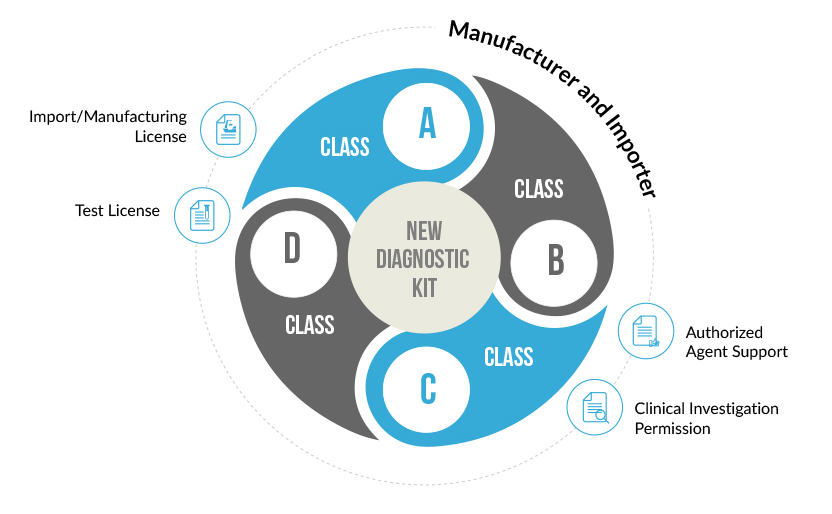 Manufacturer and Importer
Import/Manufacturing
License
Test License
CLASS
A
CLASS
B
NEW
DIAGNOSTIC
KIT
D
CLASS
CLASS
C
Authorized
Agent Support
Clinical Investigation
Permission